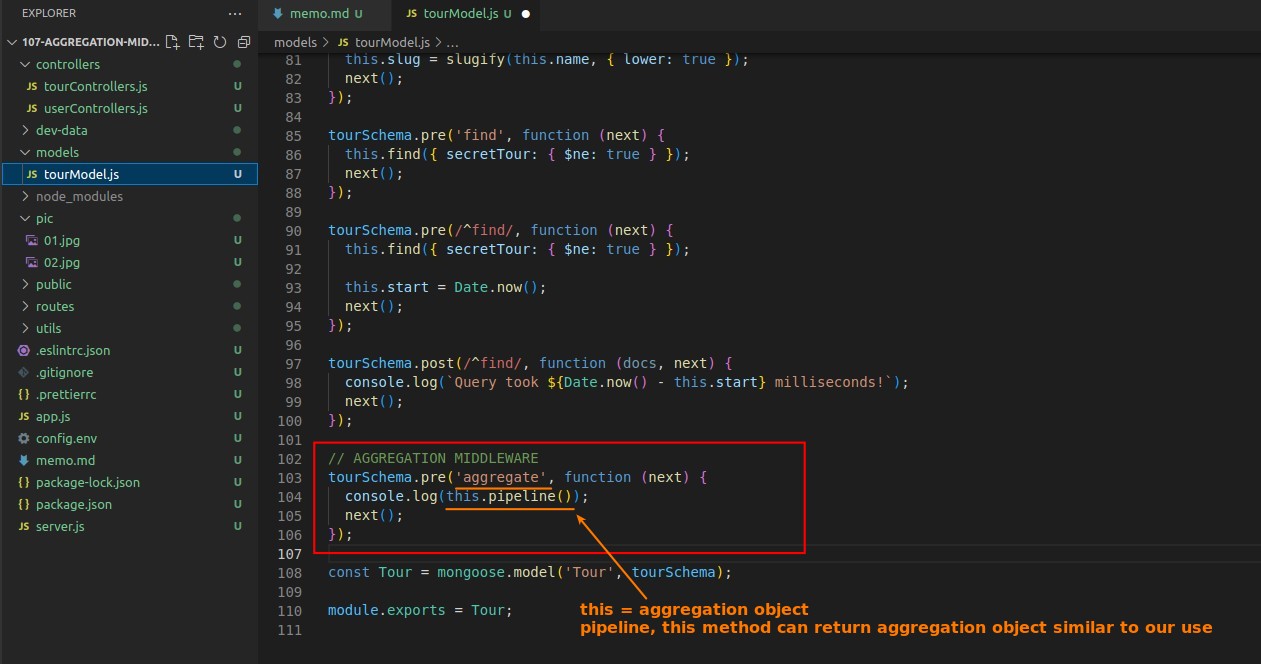 EXPLORER
...
107-AGGREGATION-MID...
controllers
JS tourControllers.js U
JS userControllers.js U
dev-data
models
JS tourModel.js U
node_modules
pic
01.jpg U
02.jpg U
public
routes
utils
.eslintrc.json U
.gitignore U
{} .prettierrc U
JS app.js U
config.env U
memo.md U
{} package-lock.json U
{} package.json U
JS server.js U
memo.md U
JS tourModel.js U
models > JS tourModel.js > ...
81 this.slug = slugify(this.name, { lower: true });
82 next();
83 });
84
85 tourSchema.pre('find', function (next) {
86 this.find({ secretTour: { $ne: true } });
87 next();
88 });
89
90 tourSchema.pre(/^find/, function (next) {
91 this.find({ secretTour: { $ne: true } });
92
93 this.start = Date.now();
94 next();
95 });
96
97 tourSchema.post(/^find/, function (docs, next) {
98 console.log(`Query took ${Date.now() - this.start} milliseconds!`);
99 next();
100 });
101
102 // AGGREGATION MIDDLEWARE
103 tourSchema.pre('aggregate', function (next) {
104 console.log(this.pipeline());
105 next();
106 });
107
108 const Tour = mongoose.model('Tour', tourSchema);
109
110 module.exports = Tour;
111
this = aggregation object
pipeline, this method can return aggregation object similar to our use